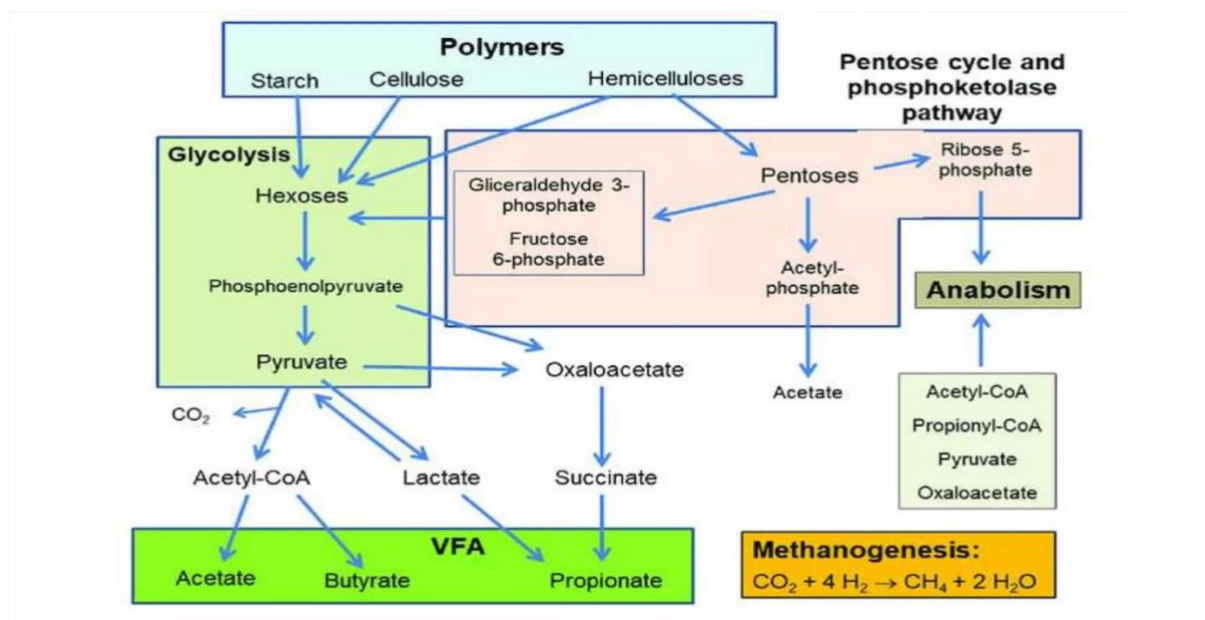 Polymers
Starch
Cellulose
Hemicelluloses
Pentose cycle and
phosphoketolase
pathway
Glycolysis
Hexoses
Gliceraldehyde 3-
phosphate
Fructose
6-phosphate
Pentoses
Ribose 5-
phosphate
Phosphoenolpyruvate
Acetyl-
phosphate
Anabolism
Pyruvate
Oxaloacetate
Acetate
Acetyl-CoA
Propionyl-CoA
Pyruvate
Oxaloacetate
CO₂
Acetyl-CoA
Lactate
Succinate
VFA
Acetate
Butyrate
Propionate
Methanogenesis:
CO₂ + 4 H₂ → CH₄ + 2 H₂O